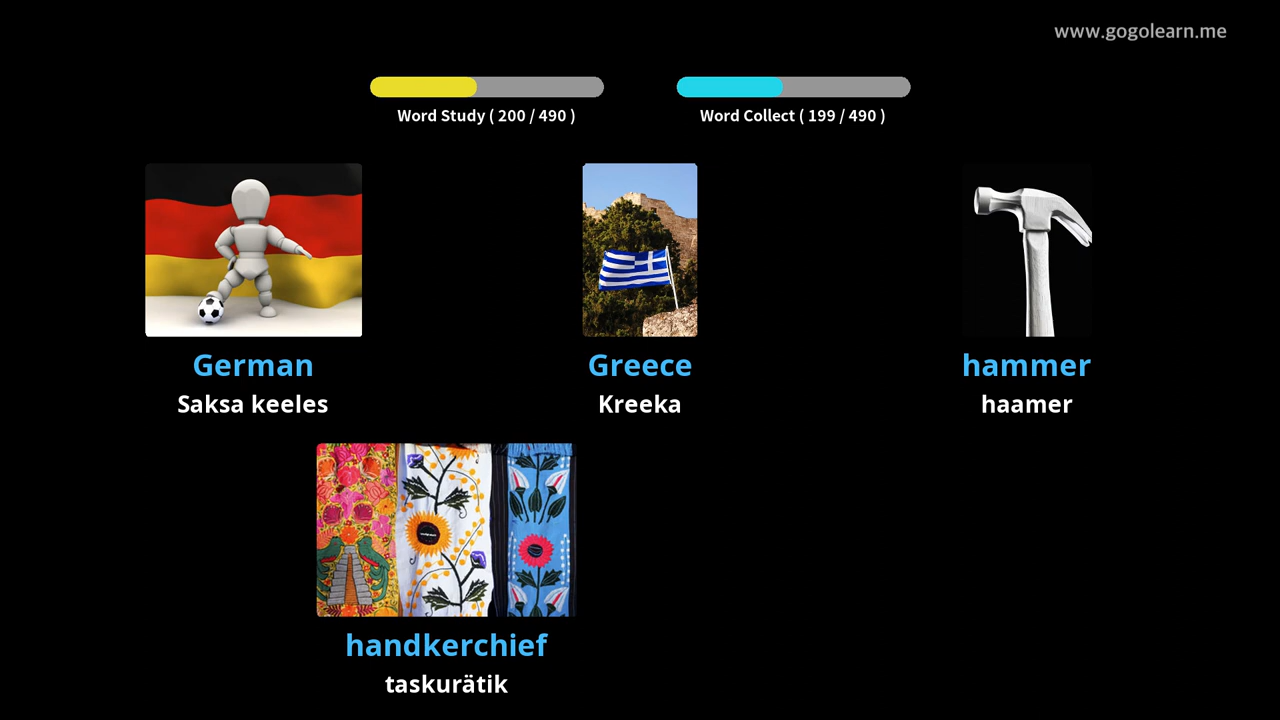 www.gogolearn.me
Word Study ( 200 / 490 )
Word Collect ( 199 / 490 )
German
Saksa keeles
Greece
Kreeka
hammer
haamer
handkerchief
taskurätik